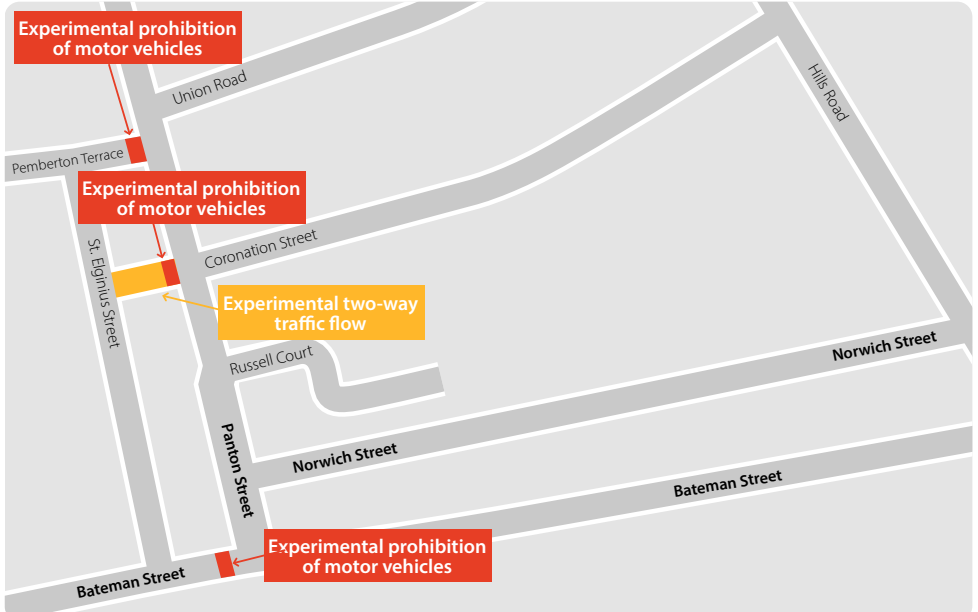 Experimental prohibition
of motor vehicles
Union Road
Hills Road
Pemberton Terrace
Experimental prohibition
of motor vehicles
St. Elginius Street
Coronation Street
Experimental two-way
traffic flow
Russell Court
Norwich Street
Panton Street
Norwich Street
Bateman Street
Experimental prohibition
of motor vehicles
Bateman Street